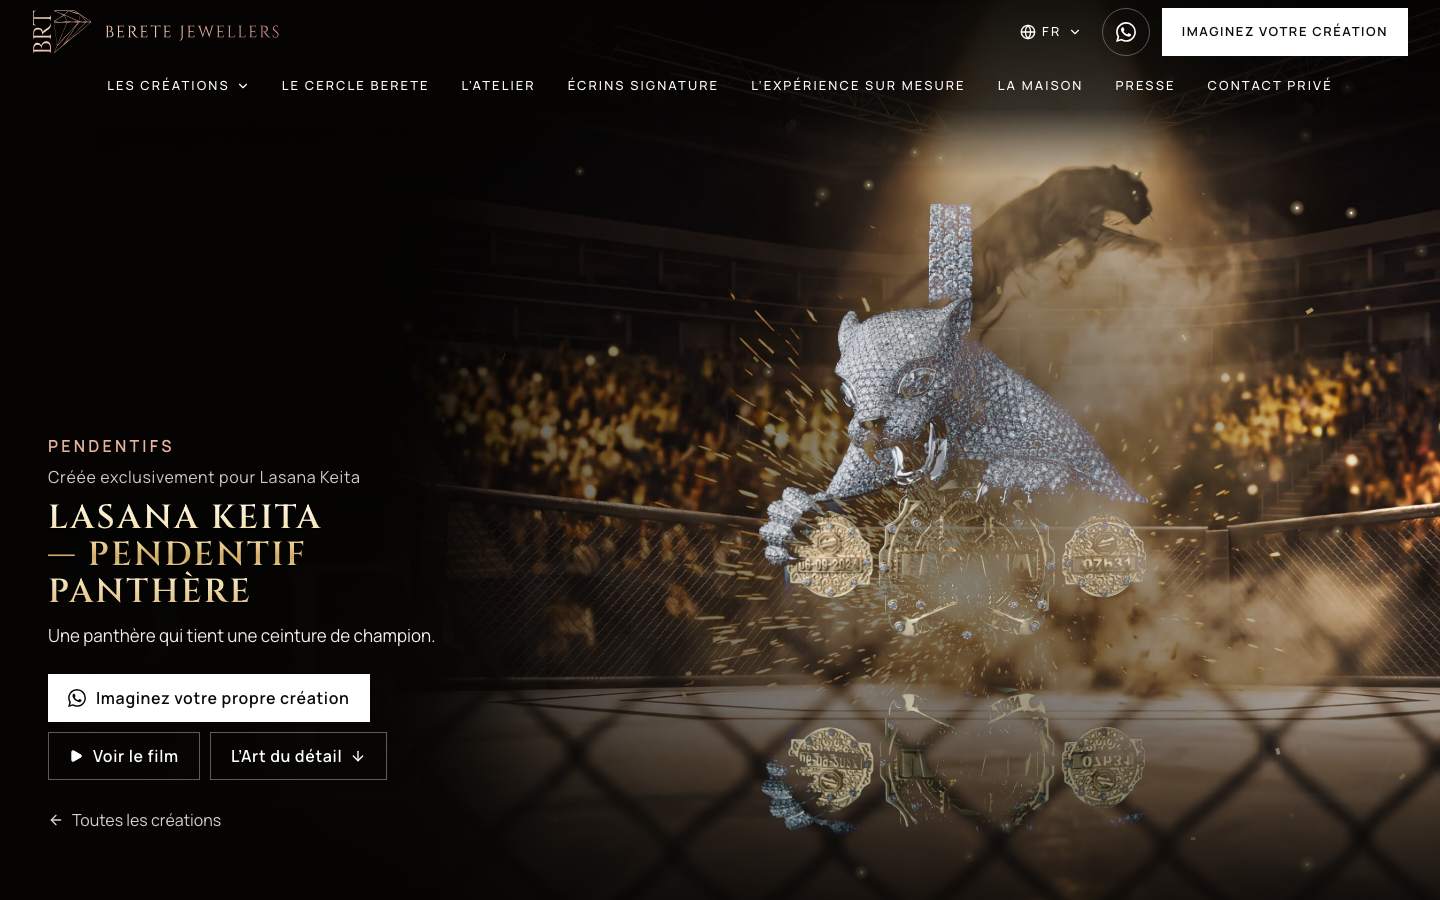 BRT
BERETE JEWELLERS
FR
IMAGINEZ VOTRE CRÉATION
LES CRÉATIONS
LE CERCLE BERETE
L'ATELIER
ÉCRINS SIGNATURE
L'EXPÉRIENCE SUR MESURE
LA MAISON
PRESSE
CONTACT PRIVÉ
PENDENTIFS
Créée exclusivement pour Lasana Keita
LASANA KEITA
— PENDENTIF
PANTHÈRE
Une panthère qui tient une ceinture de champion.
Imaginez votre propre création
Voir le film
L'Art du détail
Toutes les créations
07h31